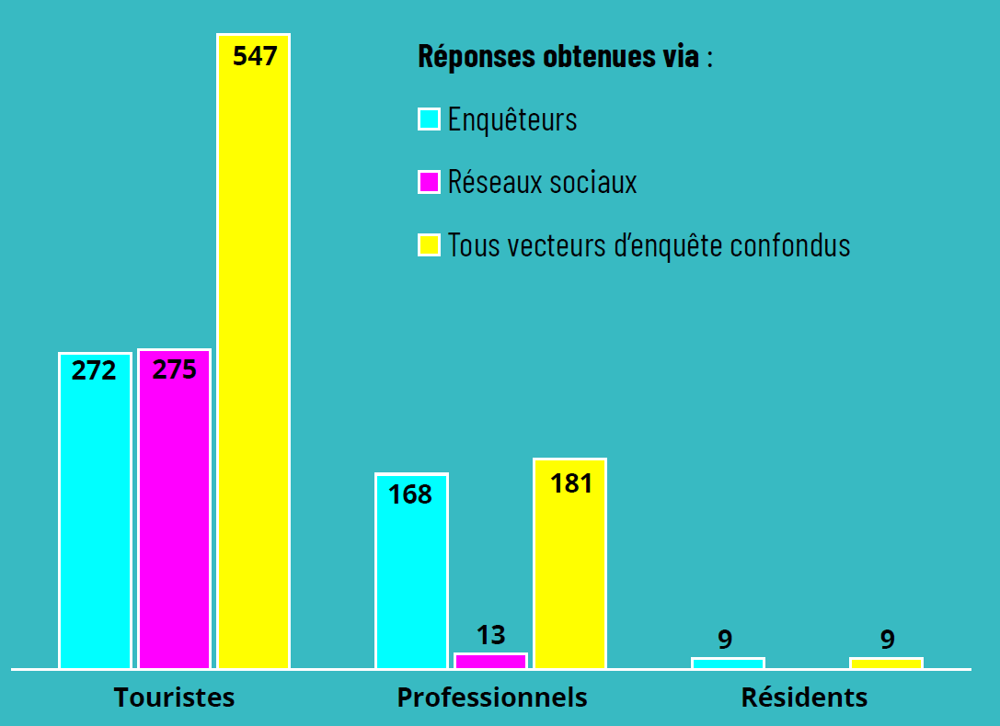 Réponses obtenues via :
Enquêteurs
Réseaux sociaux
Tous vecteurs d’enquête confondus
547
272
275
168
13
181
9
9
Touristes
Professionnels
Résidents